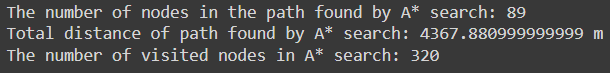 The number of nodes in the path found by A* search: 89
Total distance of path found by A* search: 4367.880999999999 m
The number of visited nodes in A* search: 320